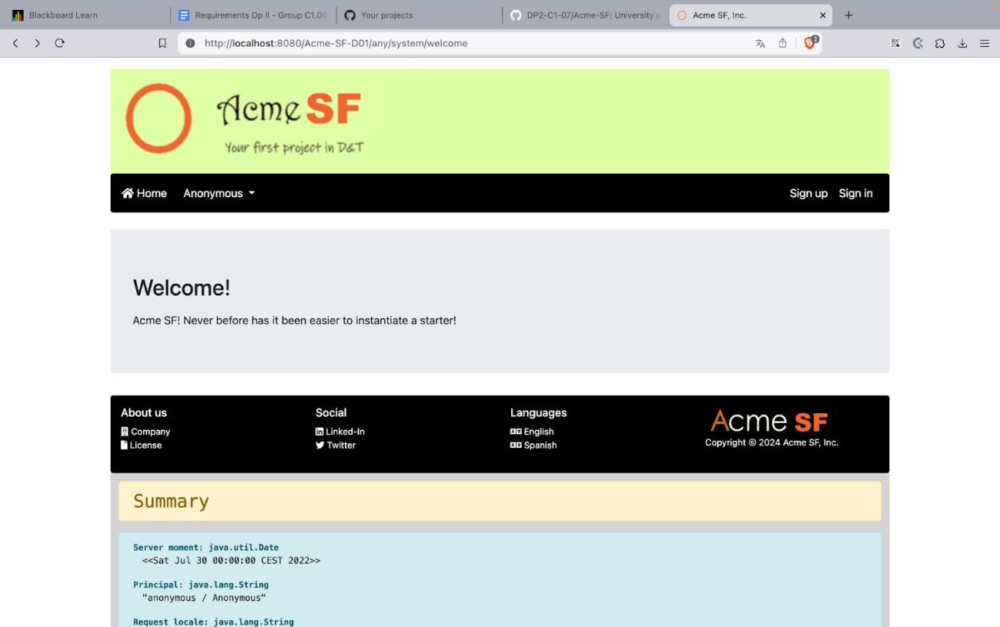 Blackboard Learn
Requirements Dp II - Group C1.00
Your projects
DP2-C1-07/Acme-SF: University p
Acme SF, Inc.
http://localhost:8080/Acme-SF-D01/any/system/welcome
2
Acme SF
Your first project in D&T
Home Anonymous Sign up Sign in
Welcome!
Acme SF! Never before has it been easier to instantiate a starter!
About us
Company
License
Social
Linked-In
Twitter
Languages
English
Spanish
Acme SF
Copyright © 2024 Acme SF, Inc.
Summary
Server moment: java.util.Date
<<Sat Jul 30 00:00:00 CEST 2022>>
Principal: java.lang.String
"anonymous / Anonymous"
Request locale: java.lang.String